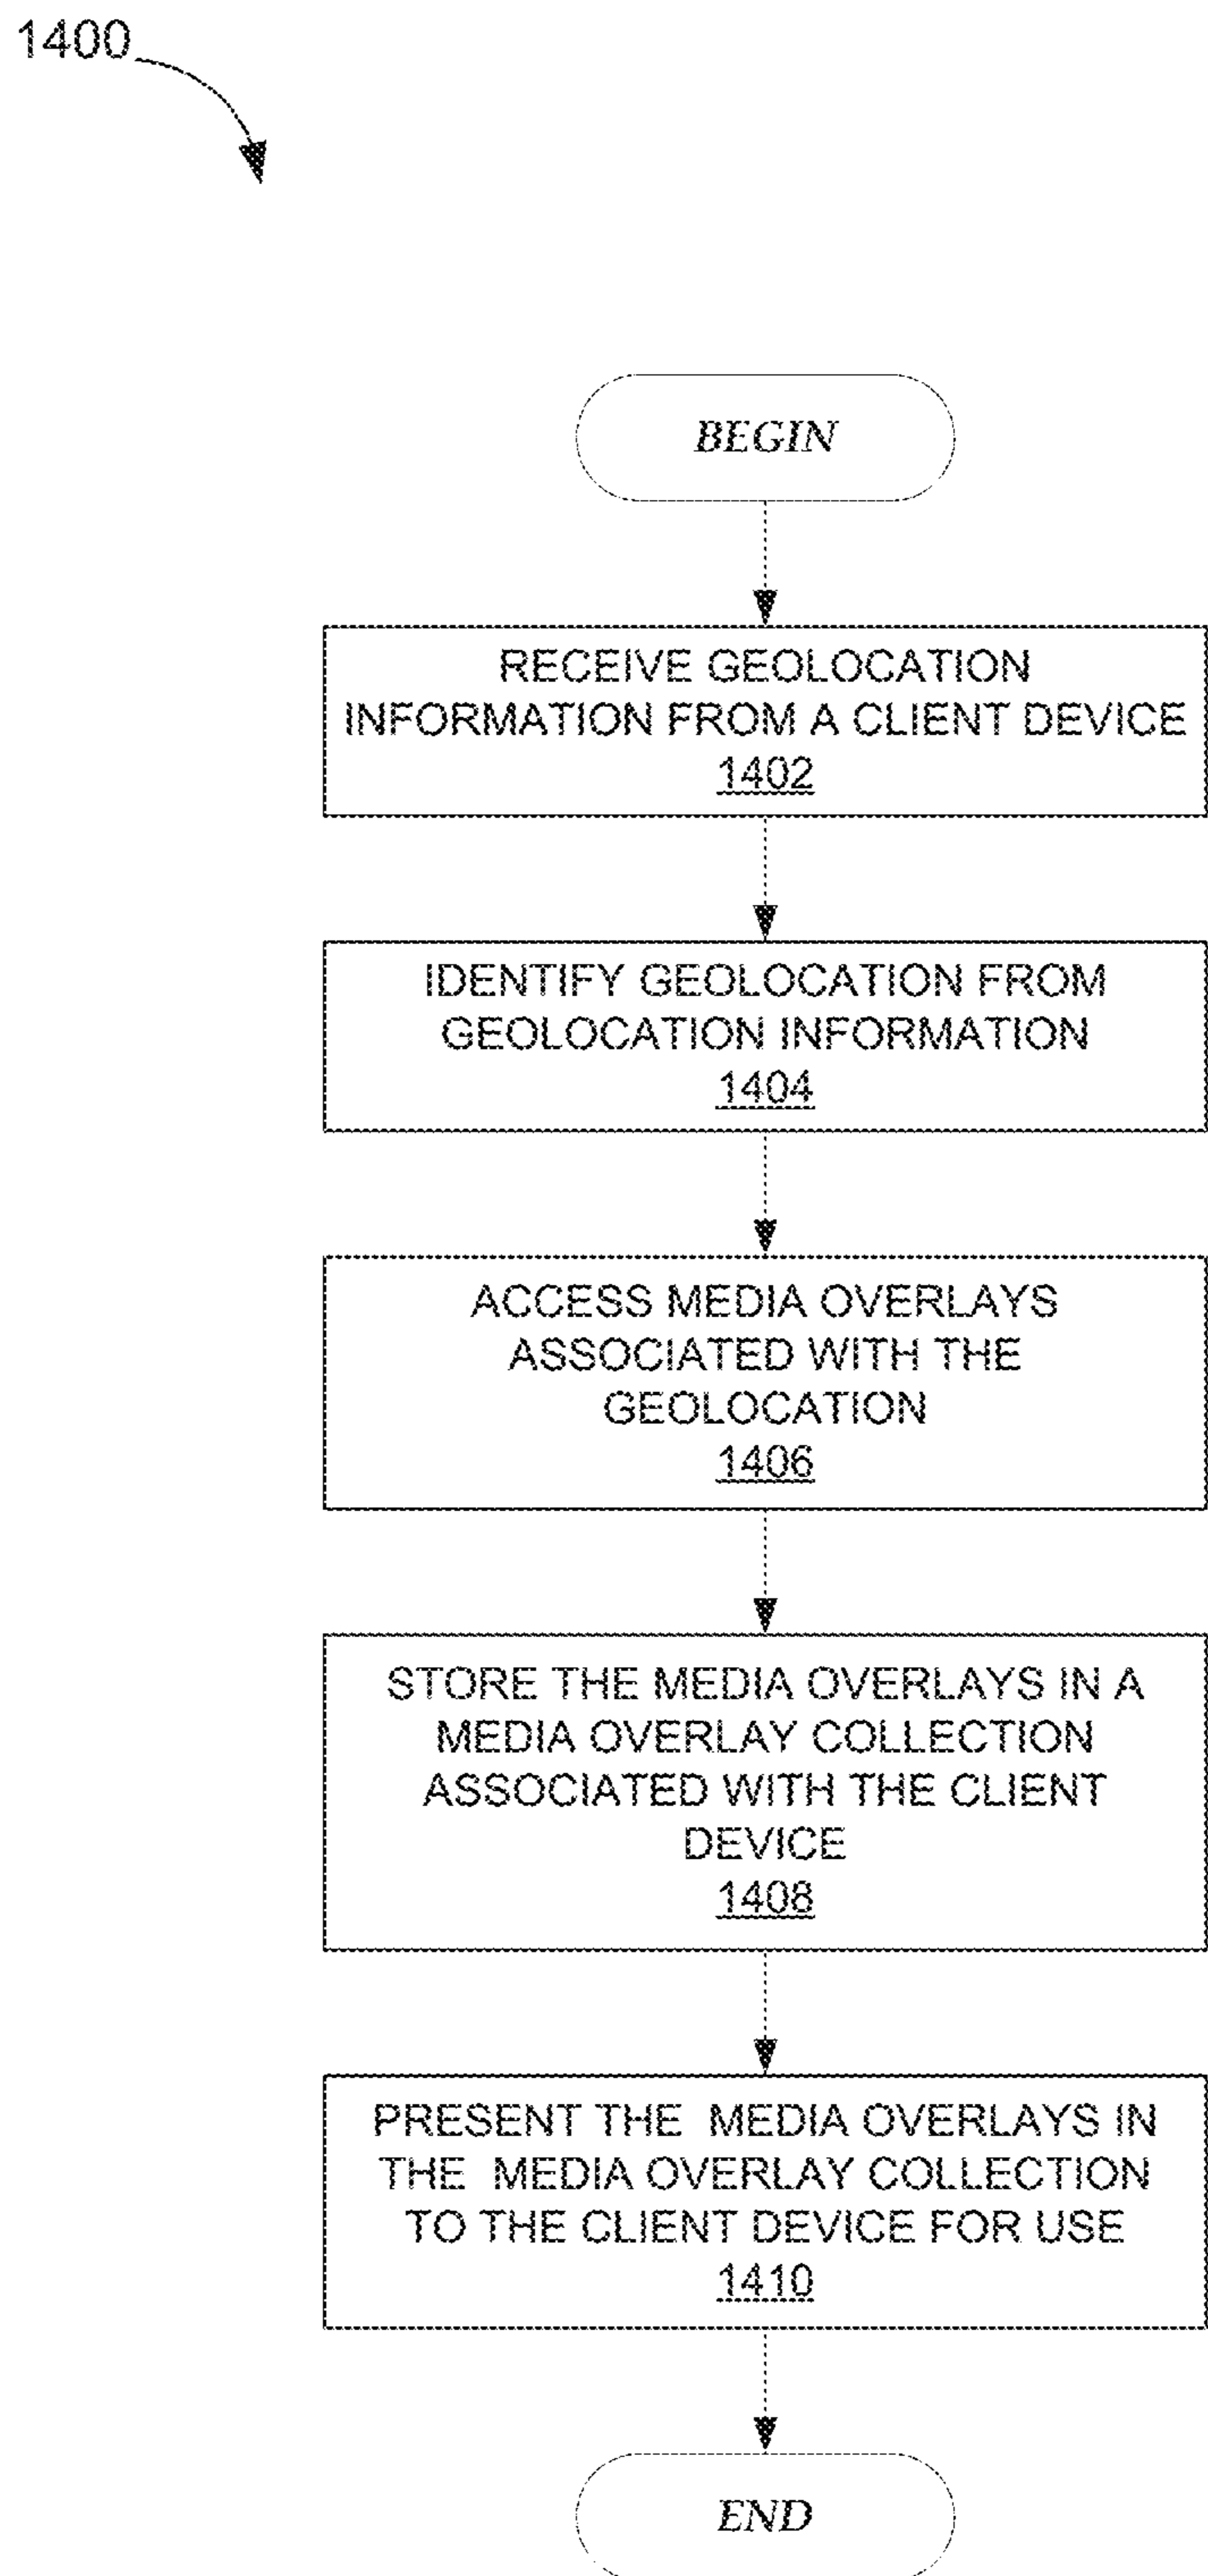 1400
BEGIN
RECEIVE GEOLOCATION
INFORMATION FROM A CLIENT DEVICE
1402
IDENTIFY GEOLOCATION FROM
GEOLOCATION INFORMATION
1404
ACCESS MEDIA OVERLAYS
ASSOCIATED WITH THE
GEOLOCATION
1406
STORE THE MEDIA OVERLAYS IN A
MEDIA OVERLAY COLLECTION
ASSOCIATED WITH THE CLIENT
DEVICE
1408
PRESENT THE MEDIA OVERLAYS IN
THE MEDIA OVERLAY COLLECTION
TO THE CLIENT DEVICE FOR USE
1410
END